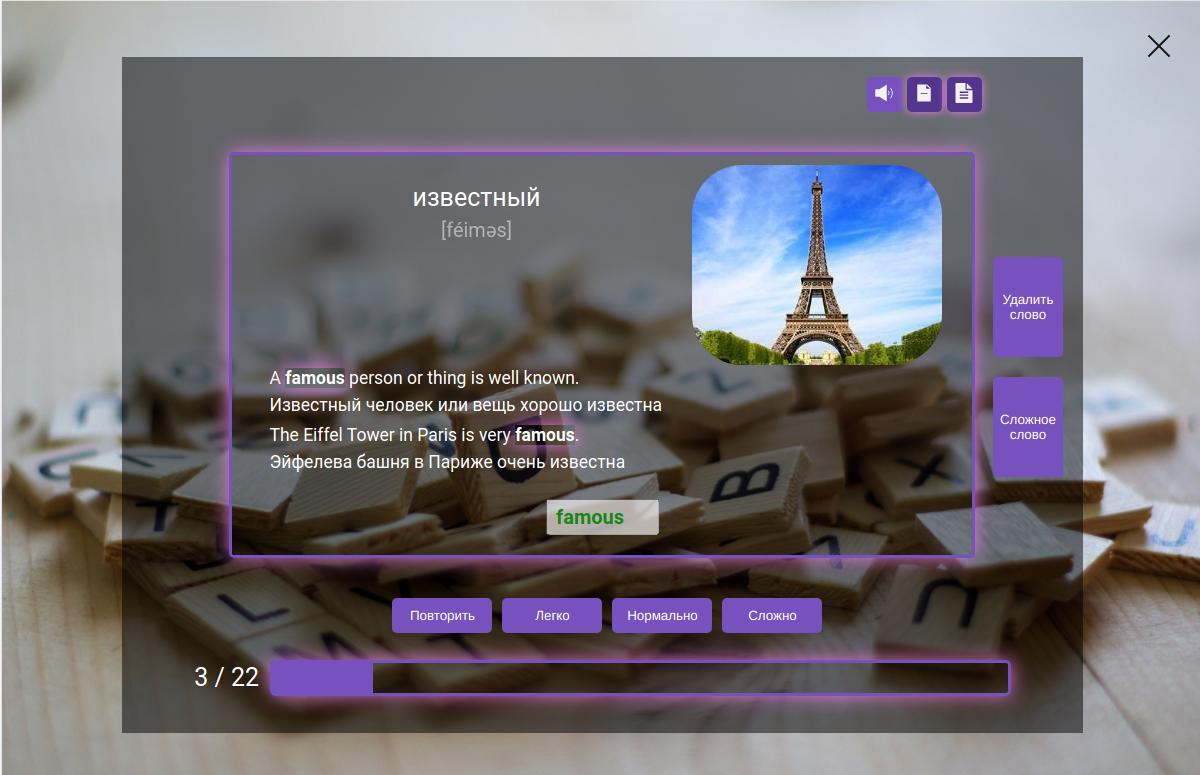 известный
[féiməs]
A famous person or thing is well known.
Известный человек или вещь хорошо известна
The Eiffel Tower in Paris is very famous.
Эйфелева башня в Париже очень известна
famous
Удалить
слово
Сложное
слово
Повторить
Легко
Нормально
Сложно
3 / 22